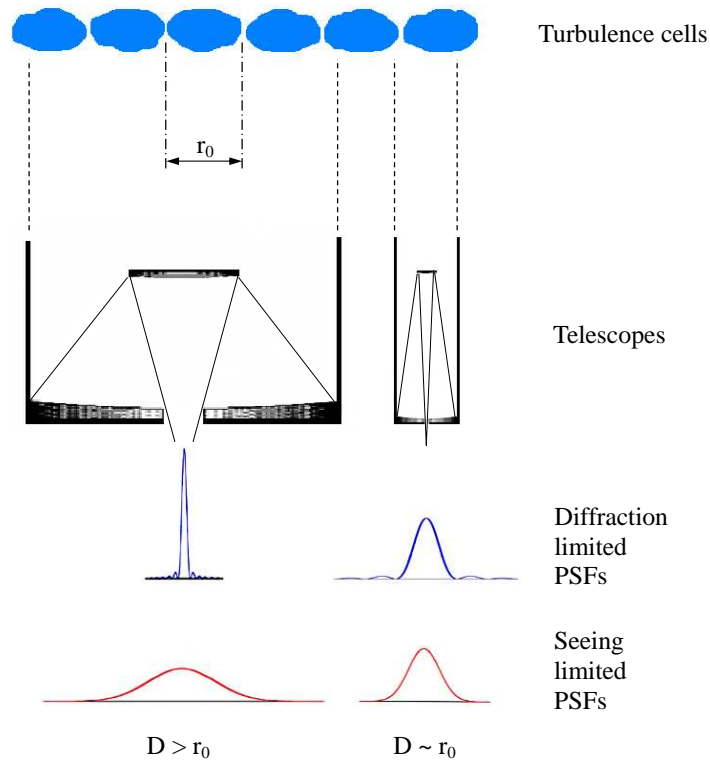 Turbulence cells
r₀
Telescopes
Diffraction
limited
PSFs
Seeing
limited
PSFs
D > r₀
D ~ r₀